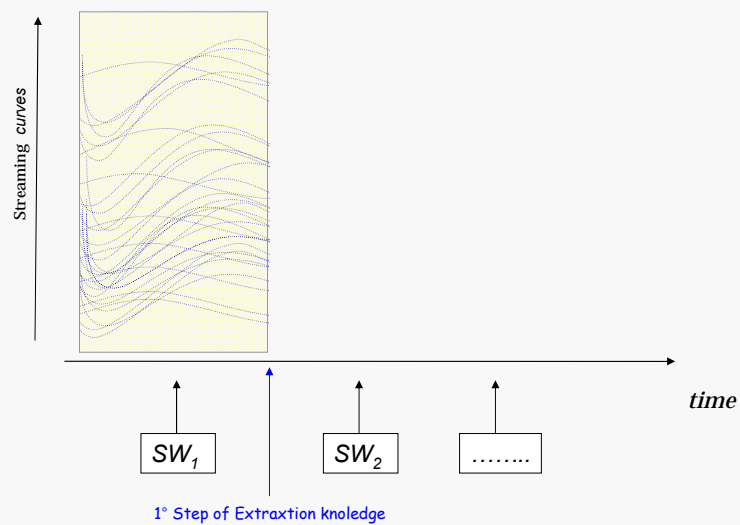 Streaming curves
time
SW₁
SW₂
……..
1° Step of Extraxtion knoledge